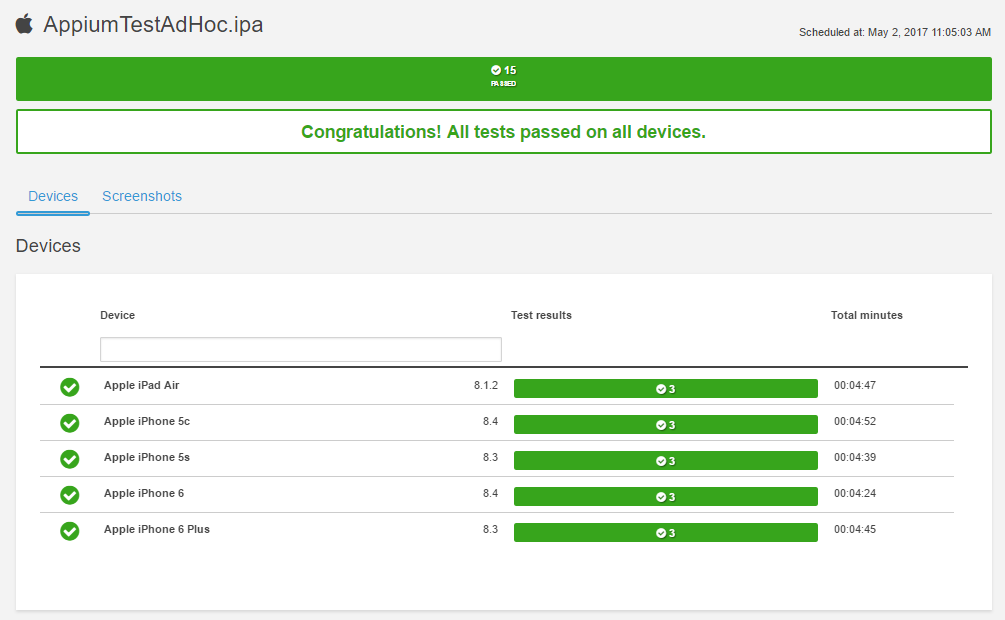 AppiumTestAdHoc.ipa
Scheduled at: May 2, 2017 11:05:03 AM
15
PASSED
Congratulations! All tests passed on all devices.
Devices Screenshots
Devices
Device Test results Total minutes
Apple iPad Air 8.1.2 3 00:04:47
Apple iPhone 5c 8.4 3 00:04:52
Apple iPhone 5s 8.3 3 00:04:39
Apple iPhone 6 8.4 3 00:04:24
Apple iPhone 6 Plus 8.3 3 00:04:45